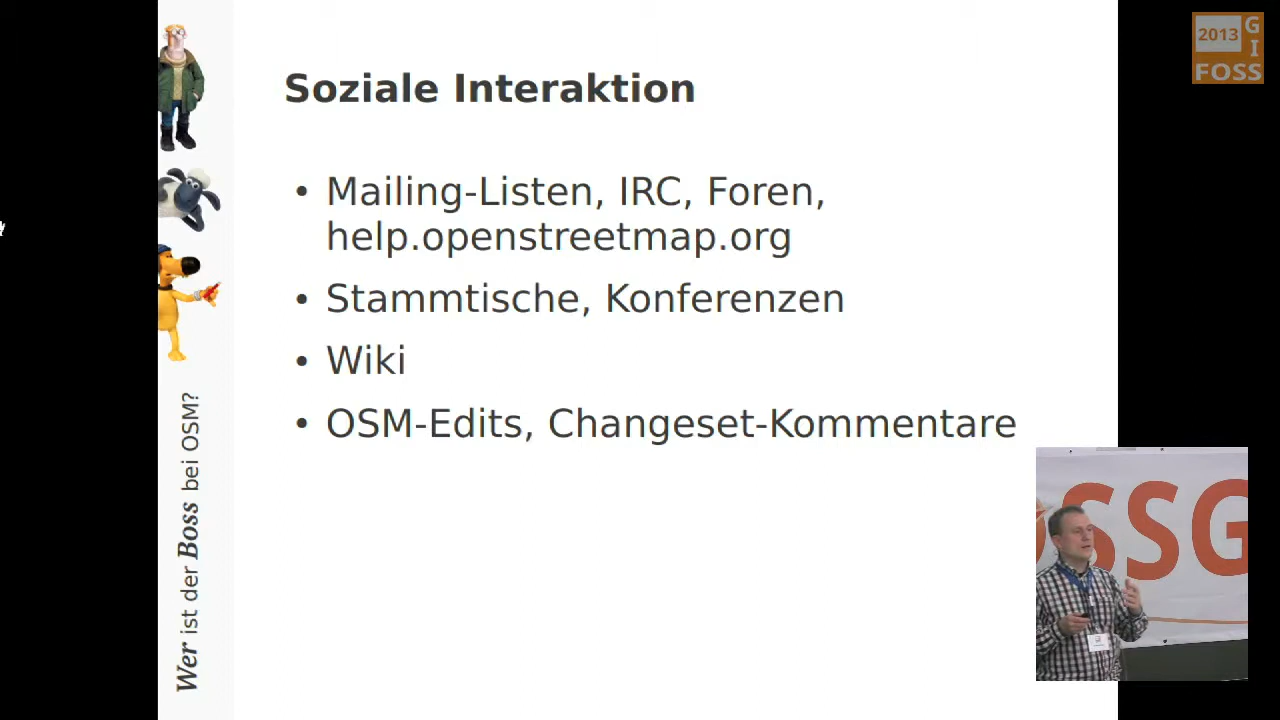 2013
G
I
FOSS
Soziale Interaktion
• Mailing-Listen, IRC, Foren,
help.openstreetmap.org
• Stammtische, Konferenzen
• Wiki
• OSM-Edits, Changeset-Kommentare
Wer ist der Boss bei OSM?
SSG